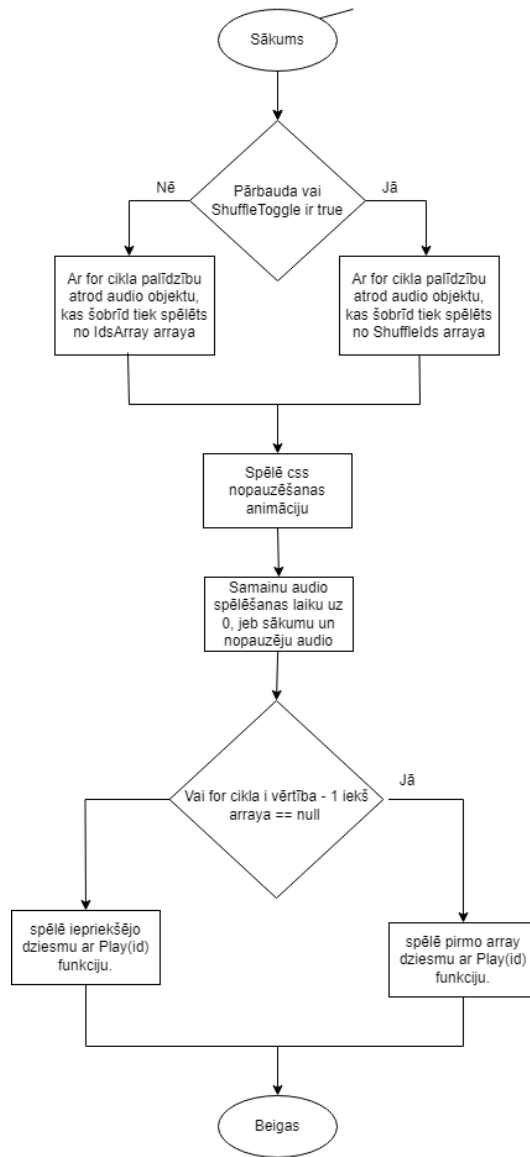 Sākums
Nē
Jā
Pārbauda vai
ShuffleToggle ir true
Ar for cikla palīdzību
atrod audio objektu,
kas šobrīd tiek spēlēts
no IdsArray arraya
Ar for cikla palīdzību
atrod audio objektu,
kas šobrīd tiek spēlēts
no ShuffleIds arraya
Spēlē css
nopauzēšanas
animāciju
Samainu audio
spēlēšanas laiku uz
0, jeb sākumu un
nopauzēju audio
Jā
Vai for cikla i vērtība - 1 iekš
arraya == null
spēlē iepriekšējo
dziesmu ar Play(id)
funkciju.
spēlē pirmo array
dziesmu ar Play(id)
funkciju.
Beigas